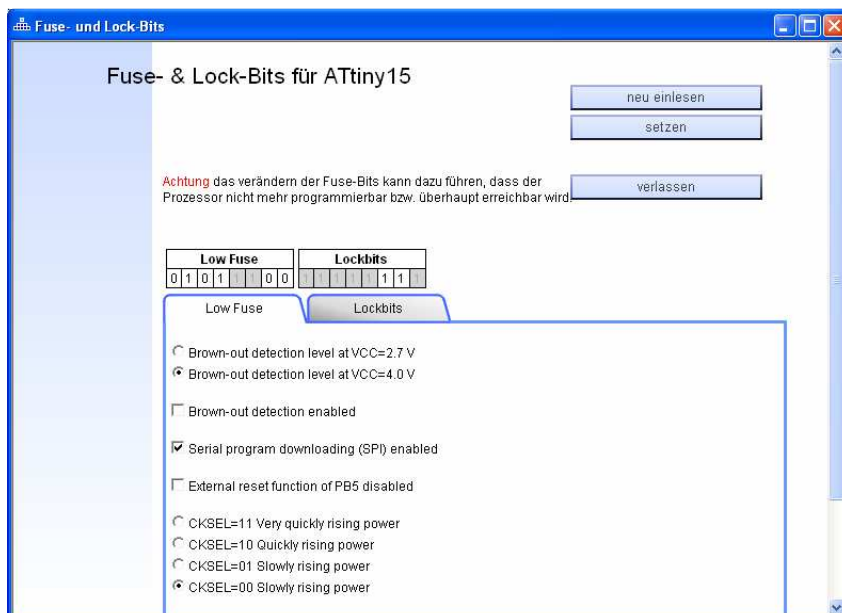 Fuse- und Lock-Bits
Fuse- & Lock-Bits für ATtiny15
neu einlesen
setzen
Achtung das verändern der Fuse-Bits kann dazu führen, dass der
Prozessor nicht mehr programmierbar bzw. überhaupt erreichbar wird.
verlassen
Low Fuse Lockbits
0 1 0 1 1 1 0 0 1 1 1 1 1 1 1 1
Low Fuse Lockbits
Brown-out detection level at VCC=2.7 V
Brown-out detection level at VCC=4.0 V
Brown-out detection enabled
Serial program downloading (SPI) enabled
External reset function of PB5 disabled
CKSEL=11 Very quickly rising power
CKSEL=10 Quickly rising power
CKSEL=01 Slowly rising power
CKSEL=00 Slowly rising power